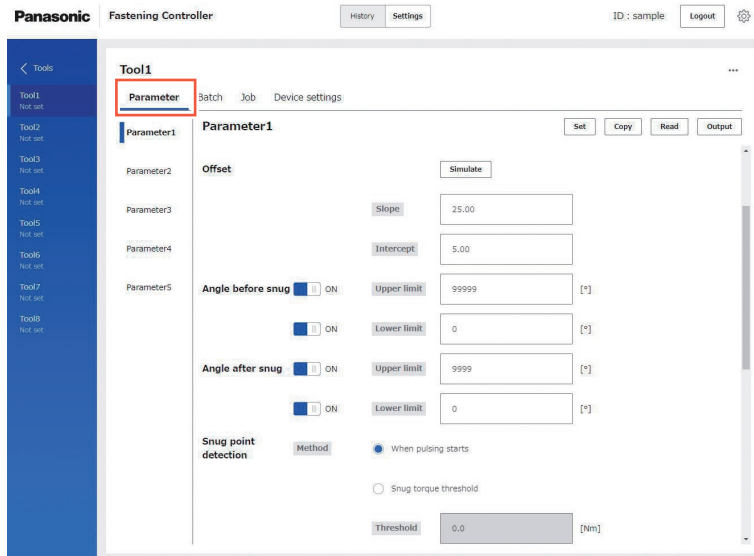 Panasonic Fastening Controller History Settings ID : sample Logout
Tools
Tool1
Not set
Tool2
Not set
Tool3
Not set
Tool4
Not set
Tool5
Not set
Tool6
Not set
Tool7
Not set
Tool8
Not set
Tool1 ...
Parameter Batch Job Device settings
Parameter1
Parameter2
Parameter3
Parameter4
Parameter5
Parameter1 Set Copy Read Output
Offset Simulate
Slope 25.00
Intercept 5.00
Angle before snug ON Upper limit 99999 [°]
ON Lower limit 0 [°]
Angle after snug ON Upper limit 9999 [°]
ON Lower limit 0 [°]
Snug point
detection Method When pulsing starts
Snug torque threshold
Threshold 0.0 [Nm]